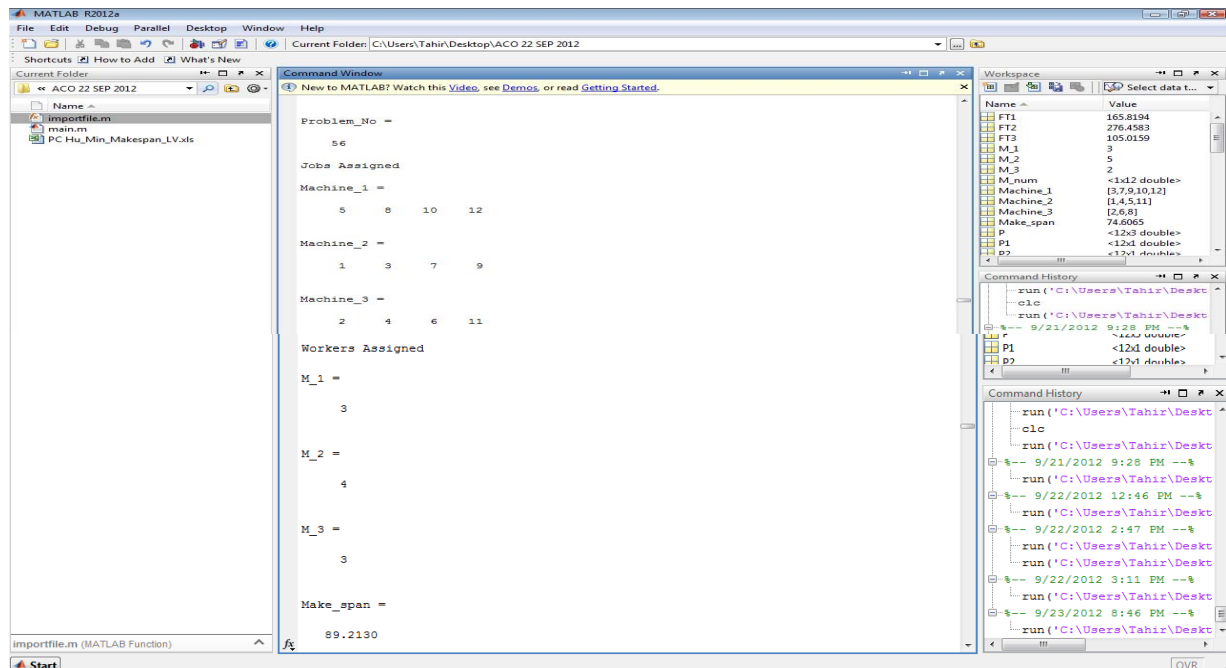 MATLAB R2012a
File Edit Debug Parallel Desktop Window Help
Current Folder: C:\Users\Tahir\Desktop\ACO 22 SEP 2012
Shortcuts How to Add What's New
Current Folder
« ACO 22 SEP 2012
Name
importfile.m
main.m
PC Hu_Min_Makespan_LV.xls
importfile.m (MATLAB Function)
Command Window
New to MATLAB? Watch this Video, see Demos, or read Getting Started.
Problem_No =
56
Jobs Assigned
Machine_1 =
5 8 10 12
Machine_2 =
1 3 7 9
Machine_3 =
2 4 6 11
Workers Assigned
M_1 =
3
M_2 =
4
M_3 =
3
Make_span =
89.2130
fx
Workspace
Select data t...
Name Value
FT1 165.8194
FT2 276.4583
FT3 105.0159
M_1 3
M_2 5
M_3 2
M_num <1x12 double>
Machine_1 [3,7,9,10,12]
Machine_2 [1,4,5,11]
Machine_3 [2,6,8]
Make_span 74.6065
P <12x3 double>
P1 <12x1 double>
P2 <12x1 double>
Command History
run('C:\Users\Tahir\Deskt
clc
run('C:\Users\Tahir\Deskt
%-- 9/21/2012 9:28 PM --%
P <12x3 double>
P1 <12x1 double>
P2 <12x1 double>
Command History
run('C:\Users\Tahir\Deskt
clc
run('C:\Users\Tahir\Deskt
%-- 9/21/2012 9:28 PM --%
run('C:\Users\Tahir\Deskt
%-- 9/22/2012 12:46 PM --%
run('C:\Users\Tahir\Deskt
%-- 9/22/2012 2:47 PM --%
run('C:\Users\Tahir\Deskt
run('C:\Users\Tahir\Deskt
%-- 9/22/2012 3:11 PM --%
run('C:\Users\Tahir\Deskt
%-- 9/23/2012 8:46 PM --%
run('C:\Users\Tahir\Deskt
Start
OVR